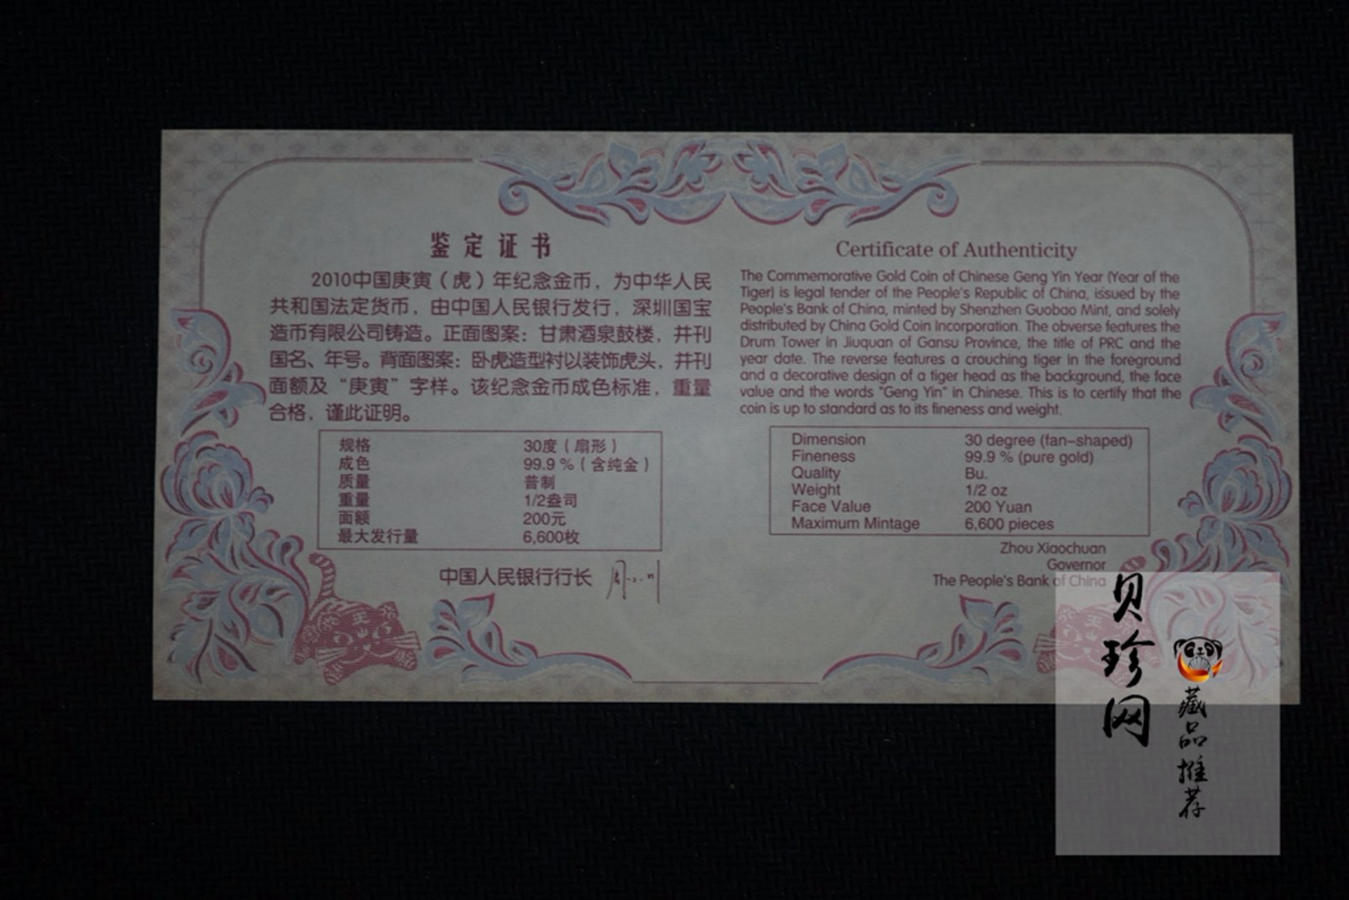 鉴定证书
2010中国庚寅（虎）年纪念金币，为中华人民
共和国法定货币，由中国人民银行发行，深圳国宝
造币有限公司铸造。正面图案：甘肃酒泉鼓楼，并刊
国名、年号。背面图案：卧虎造型衬以装饰虎头，并刊
面额及“庚寅”字样。该纪念金币成色标准，重量
合格，谨此证明。
规格 30度（扇形）
成色 99.9％（含纯金）
质量 普制
重量 1/2盎司
面额 200元
最大发行量 6,600枚
中国人民银行行长
Certificate of Authenticity
The Commemorative Gold Coin of Chinese Geng Yin Year (Year of the
Tiger) is legal tender of the People's Republic of China, issued by the
People's Bank of China, minted by Shenzhen Guobao Mint, and solely
distributed by China Gold Coin Incorporation. The obverse features the
Drum Tower in Jiuquan of Gansu Province, the title of PRC and the
year date. The reverse features a crouching tiger in the foreground
and a decorative design of a tiger head as the background, the face
value and the words "Geng Yin" in Chinese. This is to certify that the
coin is up to standard as to its fineness and weight.
Dimension 30 degree (fan-shaped)
Fineness 99.9 % (pure gold)
Quality Bu.
Weight 1/2 oz
Face Value 200 Yuan
Maximum Mintage 6,600 pieces
Zhou Xiaochuan
Governor
The People's Bank of China
贝珍网
藏品推荐